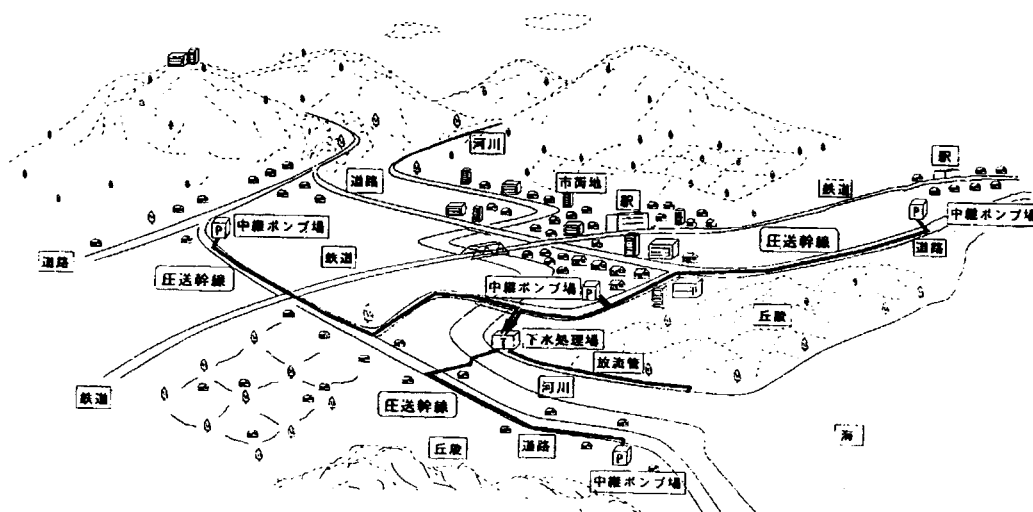 河川
駅
道路
市街地
鉄道
駅
P
中継ポンプ場
P
中継ポンプ場
圧送幹線
道路
道路
鉄道
圧送幹線
中継ポンプ場
P
丘陵
T
下水処理場
放流管
河川
鉄道
圧送幹線
海
丘陵
道路
P
中継ポンプ場